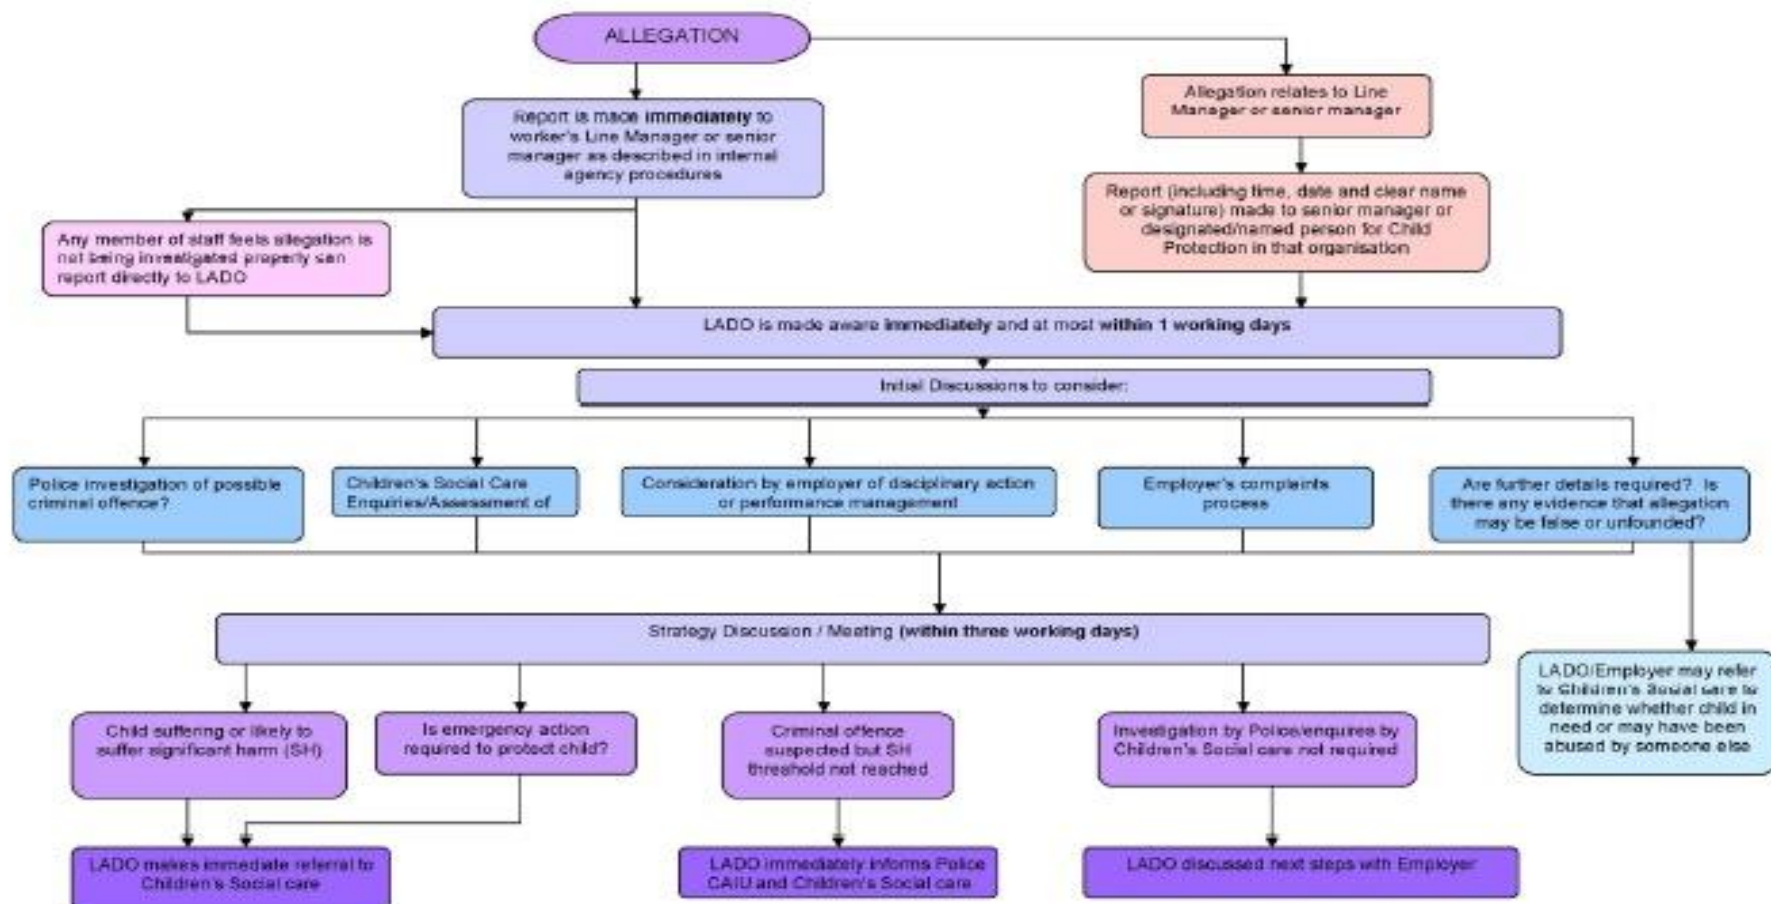 ALLEGATION
Report is made immediately to
worker's Line Manager or senior
manager as described in internal
agency procedures
Allegation relates to Line
Manager or senior manager
Report (including time, date and clear name
or signature) made to senior manager or
designated/named person for Child
Protection in that organisation
Any member of staff feels allegation is
not being investigated properly can
report directly to LADO
LADO is made aware immediately and at most within 1 working days
Initial Discussions to consider:
Police investigation of possible
criminal offence?
Children's Social Care
Enquiries/Assessment of
Consideration by employer of disciplinary action
or performance management
Employer's complaints
process
Are further details required? Is
there any evidence that allegation
may be false or unfounded?
Strategy Discussion / Meeting (within three working days)
LADO/Employer may refer
to Children's Social care to
determine whether child in
need or may have been
abused by someone else
Child suffering or likely to
suffer significant harm (SH)
Is emergency action
required to protect child?
Criminal offence
suspected but SH
threshold not reached
Investigation by Police/enquires by
Children's Social care not required
LADO makes immediate referral to
Children's Social care
LADO immediately informs Police
CAIU and Children's Social care
LADO discussed next steps with Employer